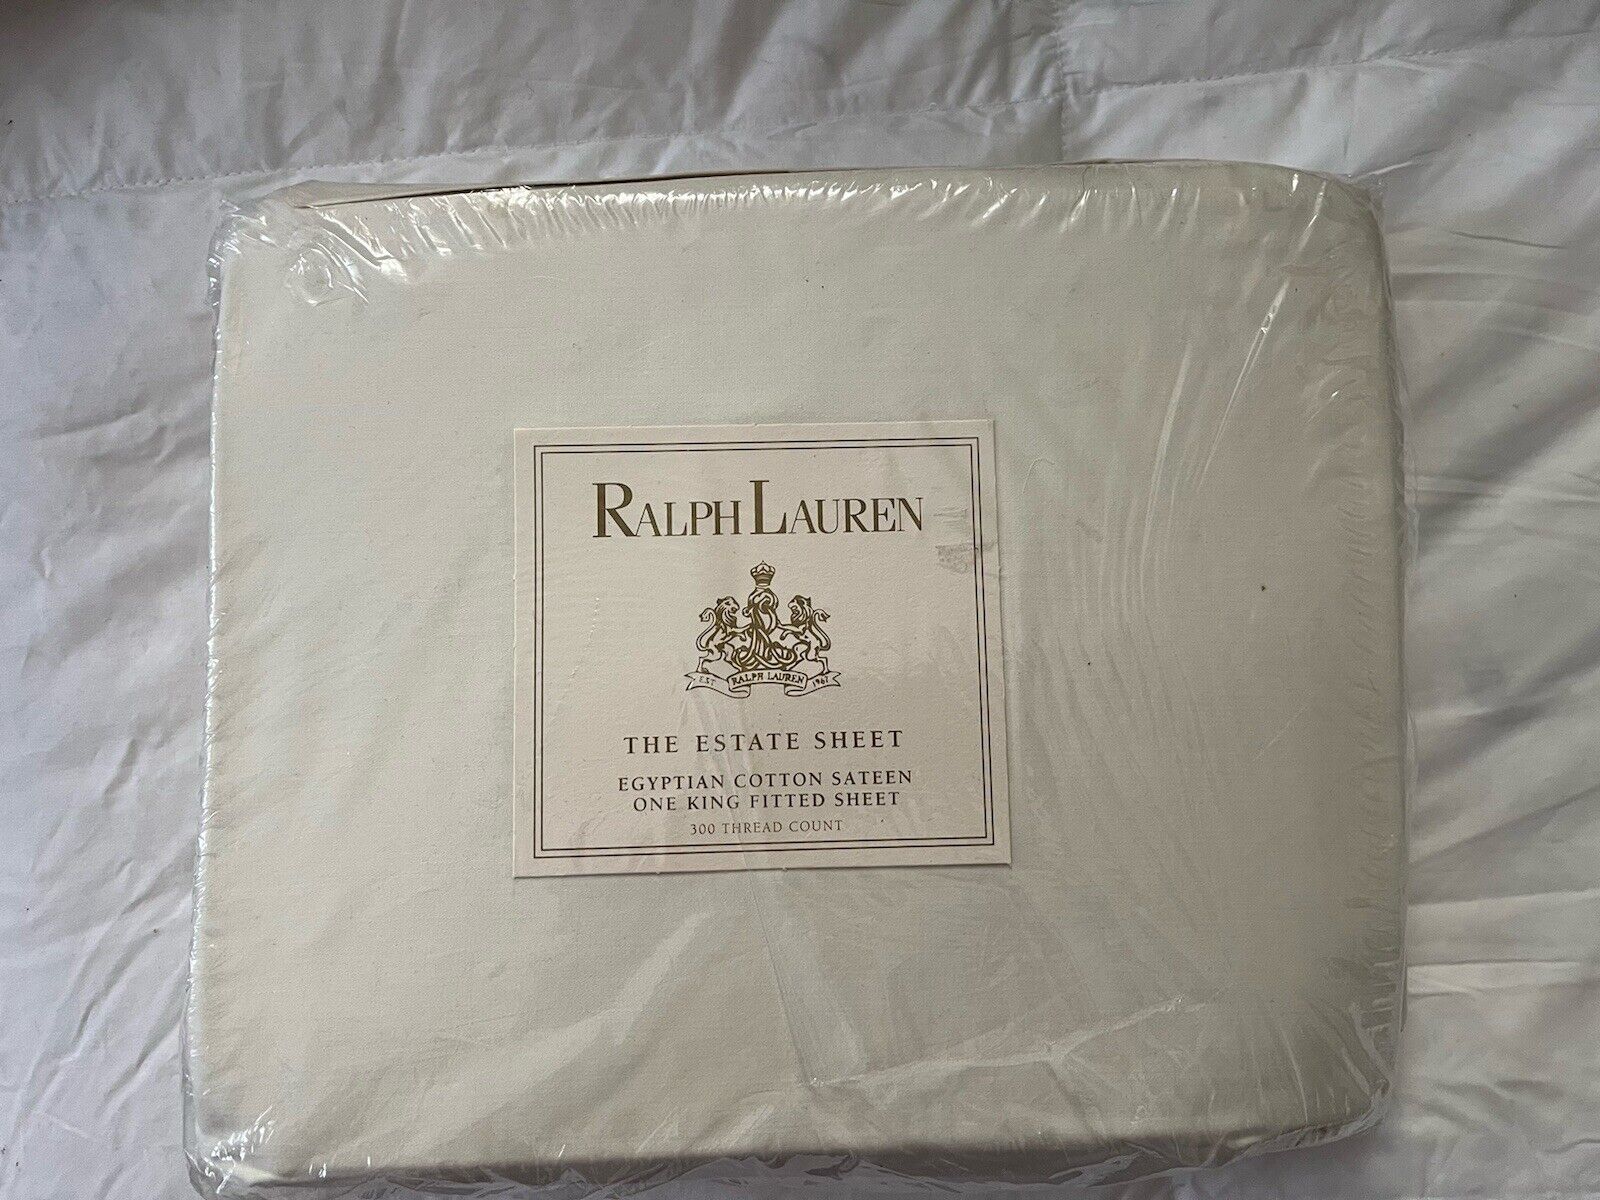 RALPH LAUREN
EST. RALPH LAUREN 1967
THE ESTATE SHEET
EGYPTIAN COTTON SATEEN
ONE KING FITTED SHEET
300 THREAD COUNT